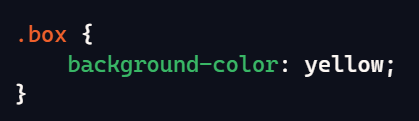 .box {
    background-color: yellow;
}